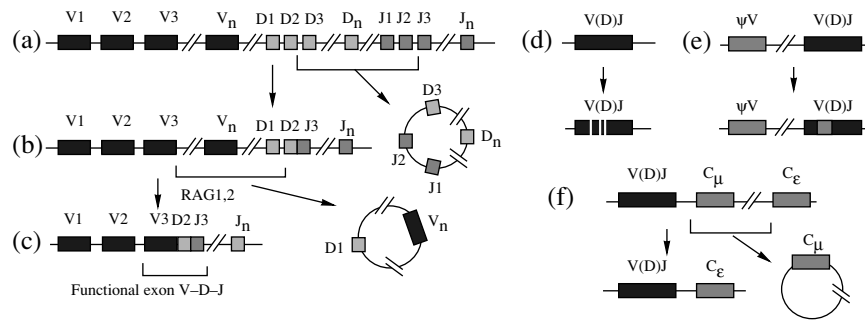 (a) V1 V2 V3 Vn D1 D2 D3 Dn J1 J2 J3 Jn
(b) V1 V2 V3 Vn D1 D2 J3 Jn
RAG1,2
D3
Dn
J2
J1
(c) V1 V2 V3 D2 J3 Jn
Functional exon V–D–J
D1
Vn
(d) V(D)J
V(D)J
(e) ψV V(D)J
ψV V(D)J
(f) V(D)J Cμ Cε
V(D)J Cε
Cμ